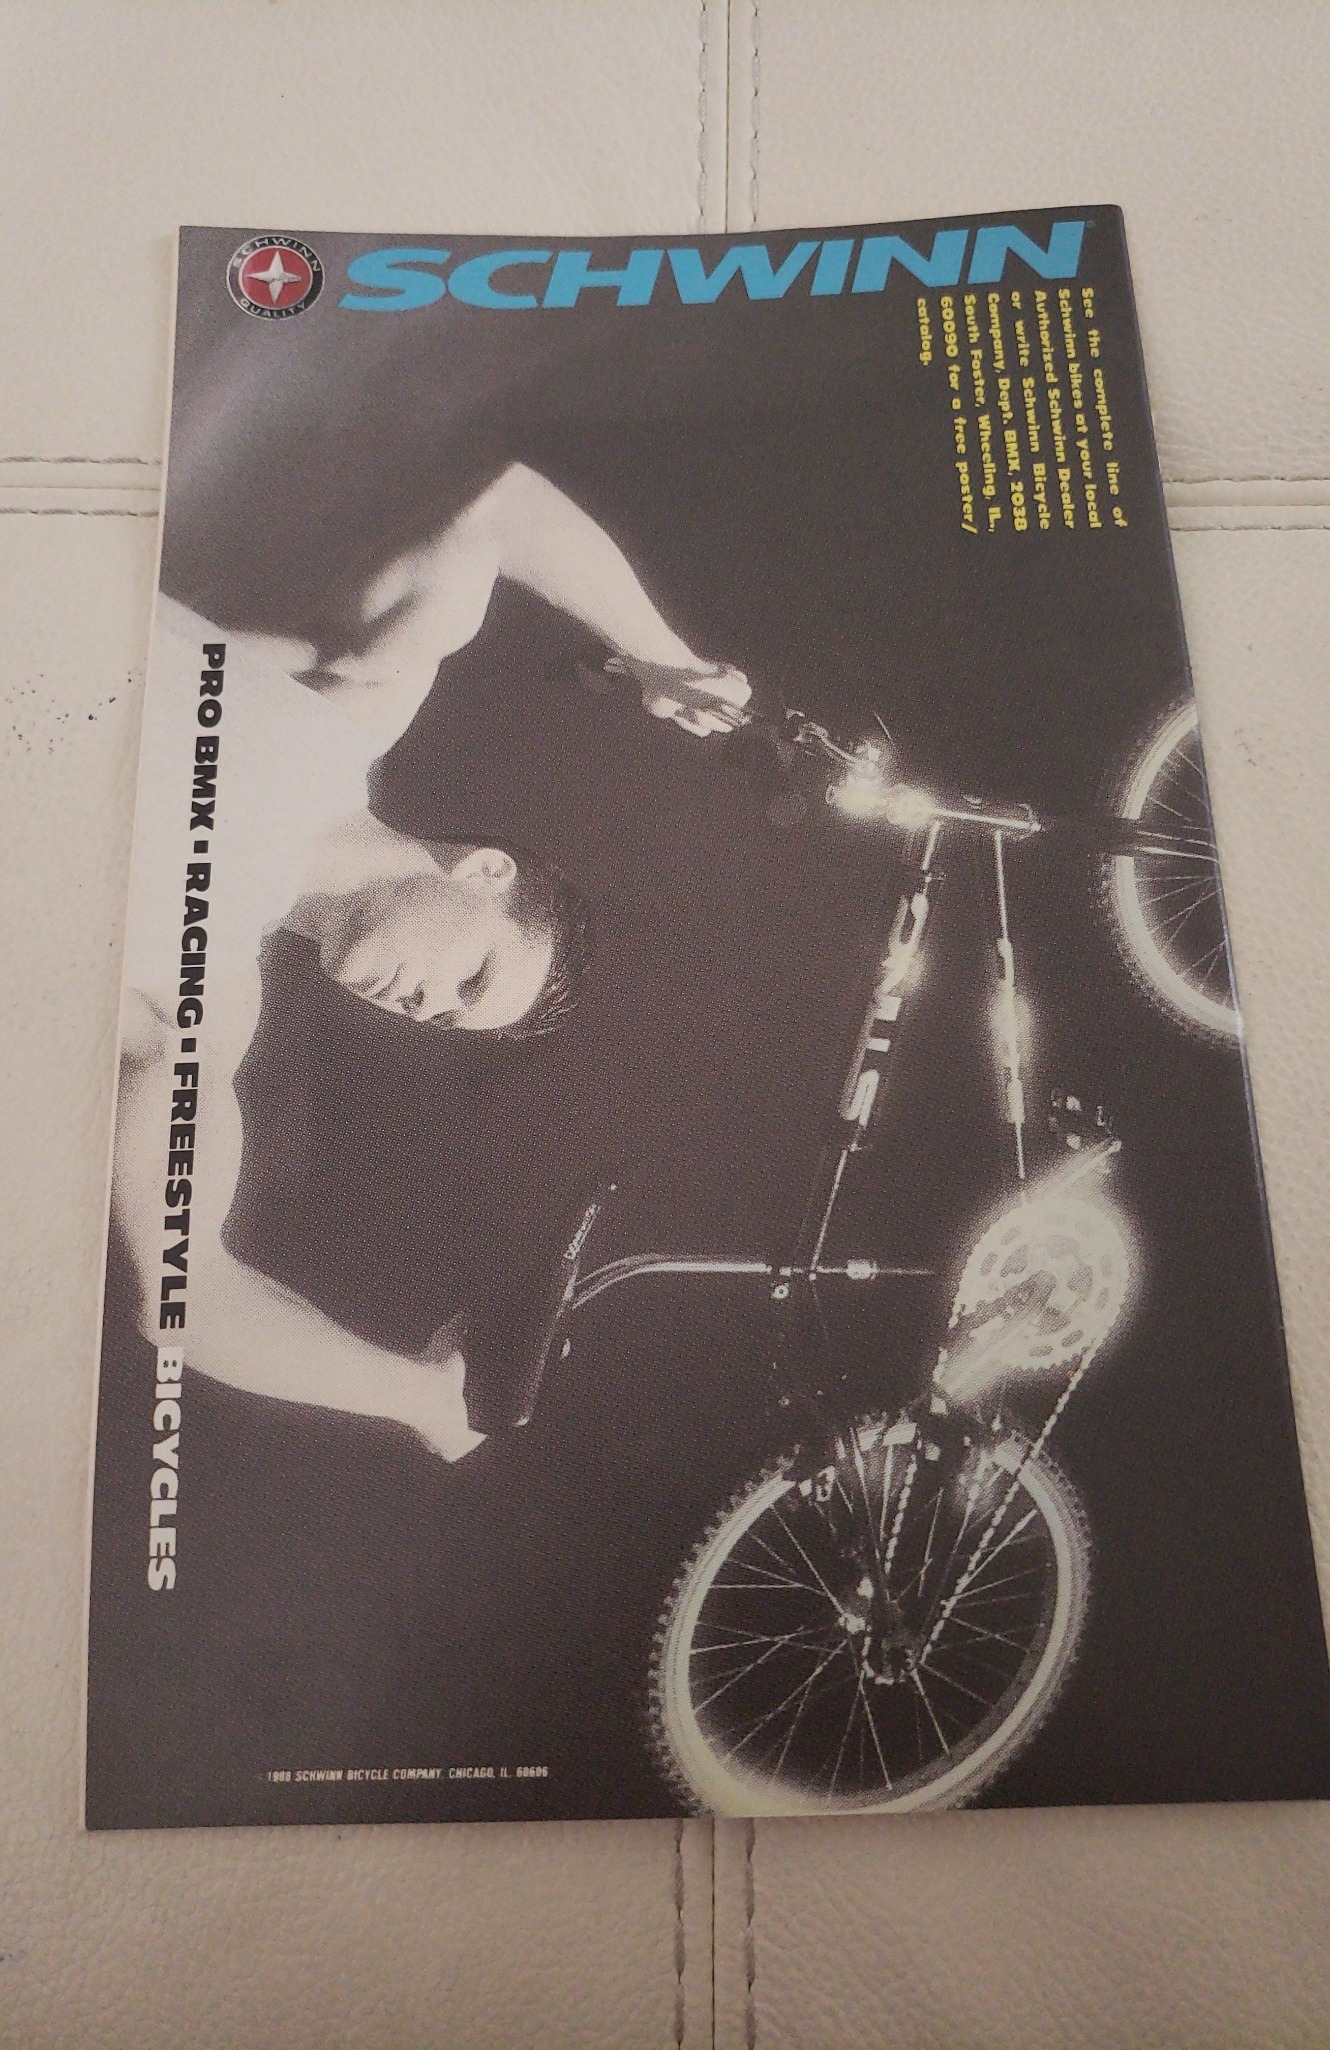 SCHWINN
QUALITY
SCHWINN
See the complete line of
Schwinn bikes at your local
Authorized Schwinn Dealer
or write Schwinn Bicycle
Company, Dept. BMX, 2038
South Foster, Wheeling, IL,
60090 for a free poster/
catalog.
PRO BMX ▪ RACING ▪ FREESTYLE BICYCLES
1988 SCHWINN BICYCLE COMPANY, CHICAGO, IL. 60606